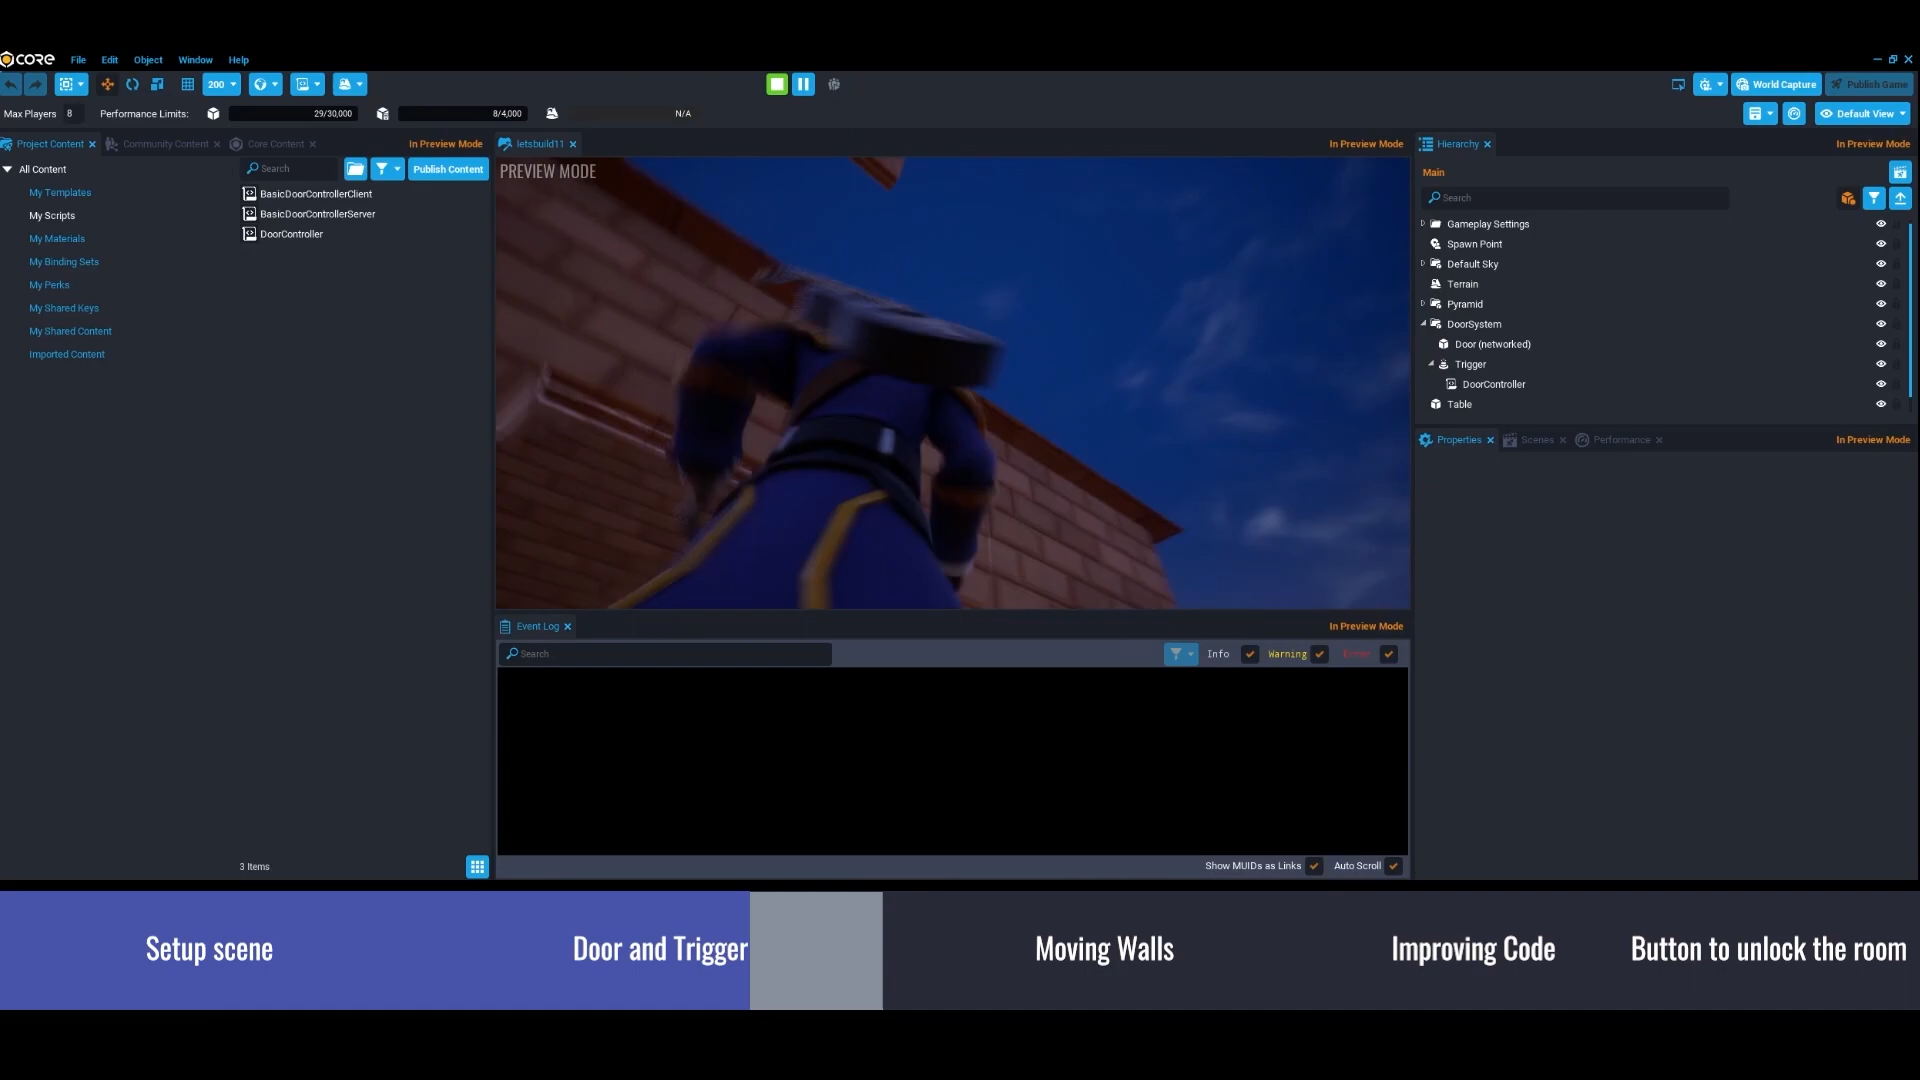 CORE File Edit Object Window Help
200 World Capture Publish Game
Max Players 8 Performance Limits: 29/30,000 8/4,000 N/A Default View
Project Content Community Content Core Content In Preview Mode
All Content Search Publish Content
My Templates
My Scripts
My Materials
My Binding Sets
My Perks
My Shared Keys
My Shared Content
Imported Content
BasicDoorControllerClient
BasicDoorControllerServer
DoorController
3 Items
letsbuild11 In Preview Mode
PREVIEW MODE
Event Log In Preview Mode
Search Info Warning Error
Show MUIDs as Links Auto Scroll
Hierarchy In Preview Mode
Main
Search
Gameplay Settings
Spawn Point
Default Sky
Terrain
Pyramid
DoorSystem
Door (networked)
Trigger
DoorController
Table
Properties Scenes Performance In Preview Mode
Setup scene Door and Trigger Moving Walls Improving Code Button to unlock the room